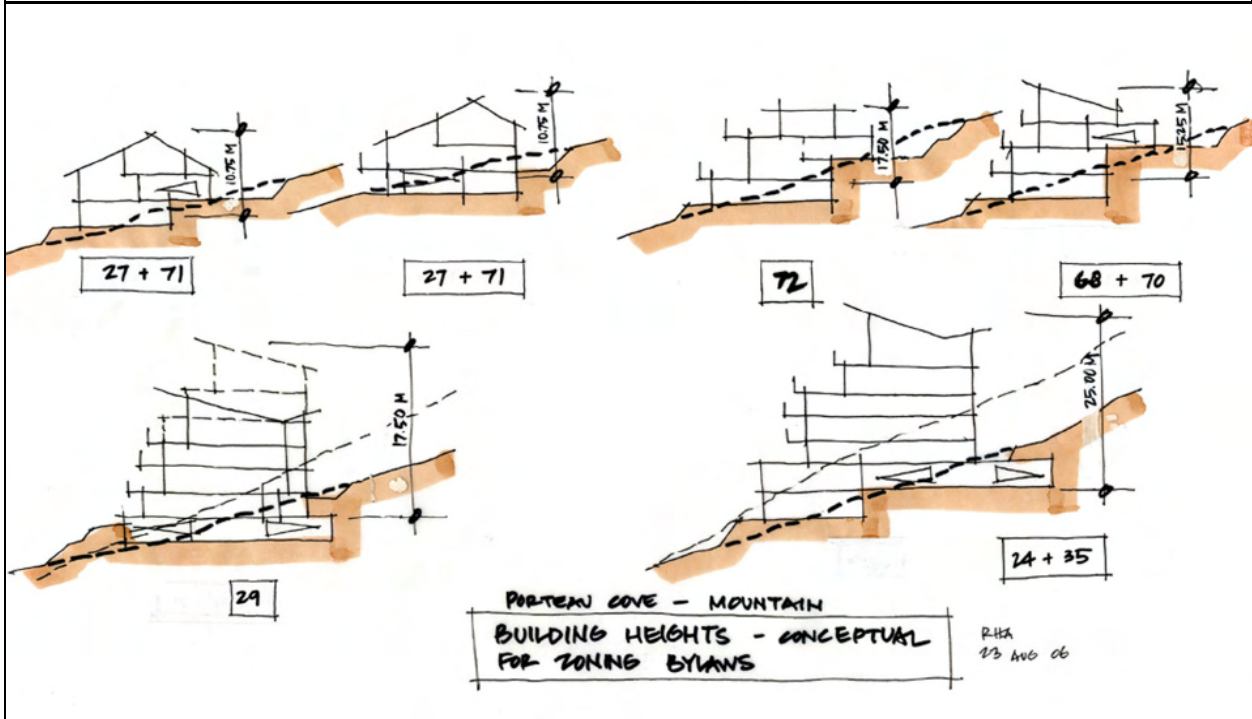 10.75 M
10.75 M
17.50 M
15.25 M
27 + 71
27 + 71
72
68 + 70
17.50 M
25.00 M
29
24 + 35
PORTEAU COVE - MOUNTAIN
BUILDING HEIGHTS - CONCEPTUAL
FOR ZONING BYLAWS
RHA
23 AUG 06